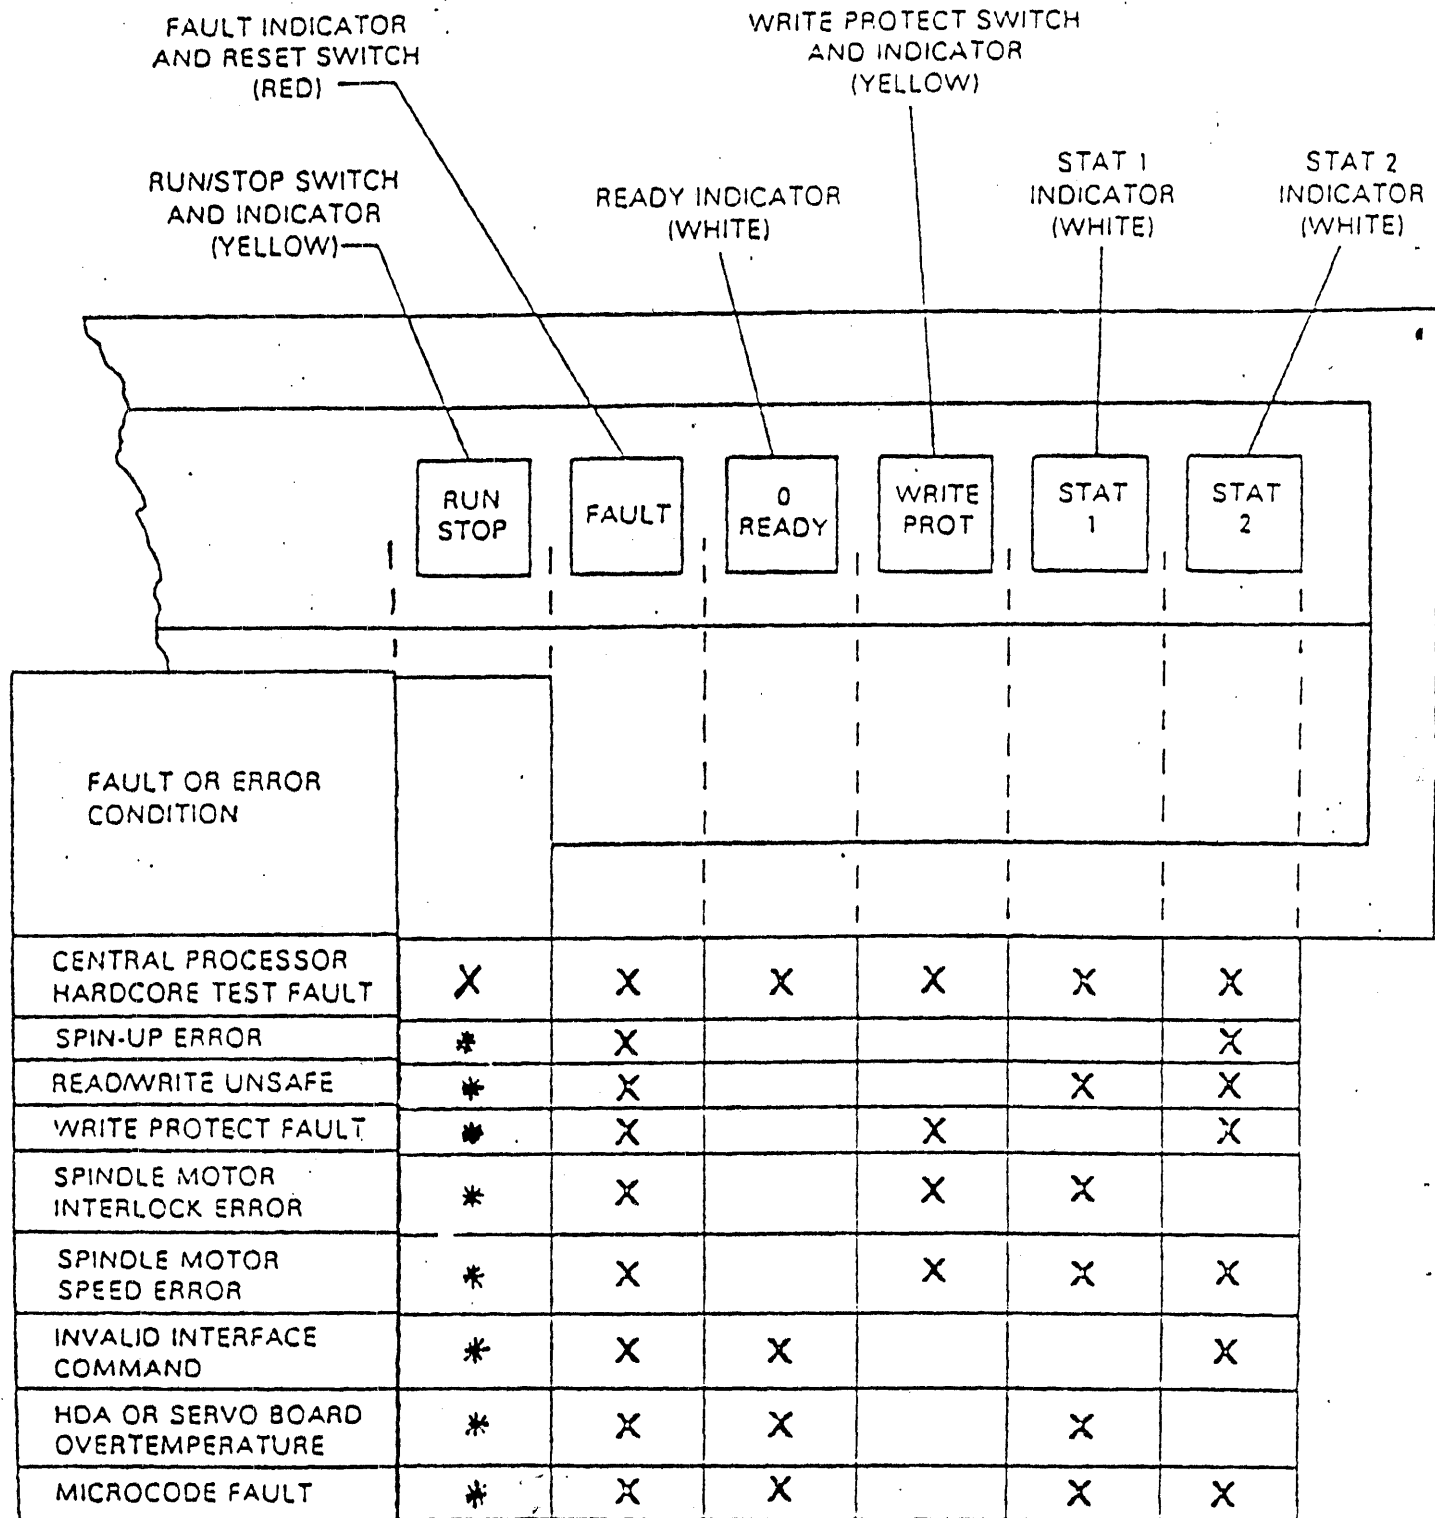 FAULT INDICATOR
AND RESET SWITCH
(RED)
WRITE PROTECT SWITCH
AND INDICATOR
(YELLOW)
RUN/STOP SWITCH
AND INDICATOR
(YELLOW)
READY INDICATOR
(WHITE)
STAT 1
INDICATOR
(WHITE)
STAT 2
INDICATOR
(WHITE)
RUN
STOP
FAULT
0
READY
WRITE
PROT
STAT
1
STAT
2
FAULT OR ERROR
CONDITION
CENTRAL PROCESSOR
HARDCORE TEST FAULT X X X X X X
SPIN-UP ERROR * X X
READ/WRITE UNSAFE * X X X
WRITE PROTECT FAULT * X X X
SPINDLE MOTOR
INTERLOCK ERROR * X X X
SPINDLE MOTOR
SPEED ERROR * X X X X
INVALID INTERFACE
COMMAND * X X X
HDA OR SERVO BOARD
OVERTEMPERATURE * X X X
MICROCODE FAULT * X X X X